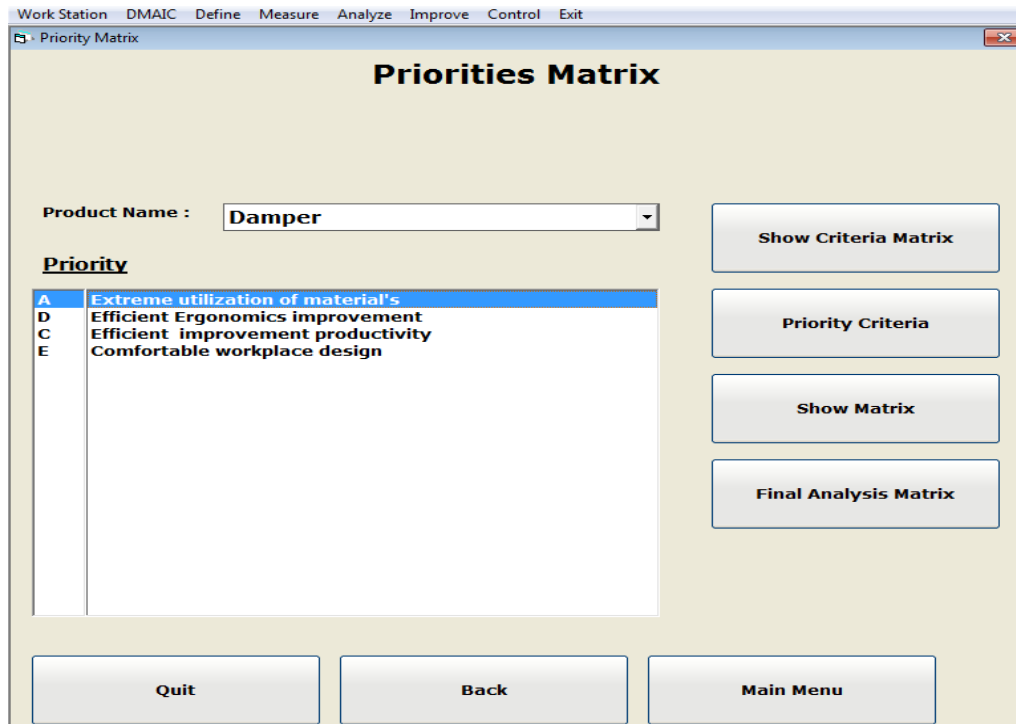 Work Station DMAIC Define Measure Analyze Improve Control Exit
Priority Matrix
Priorities Matrix
Product Name : Damper
Show Criteria Matrix
Priority
A Extreme utilization of material's
D Efficient Ergonomics improvement
C Efficient improvement productivity
E Comfortable workplace design
Priority Criteria
Show Matrix
Final Analysis Matrix
Quit Back Main Menu